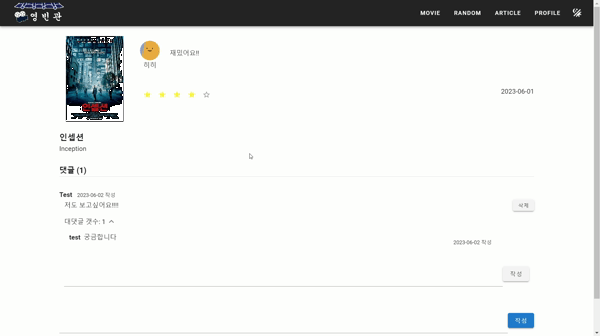 영빈관
MOVIE RANDOM ARTICLE PROFILE
재밌어요!!
히히
2023-06-01
인셉션
인셉션
Inception
댓글 (1)
Test 2023-06-02 작성
저도 보고싶어요!!!!
삭제
대댓글 갯수: 1
test 궁금합니다
2023-06-02 작성
작성
작성